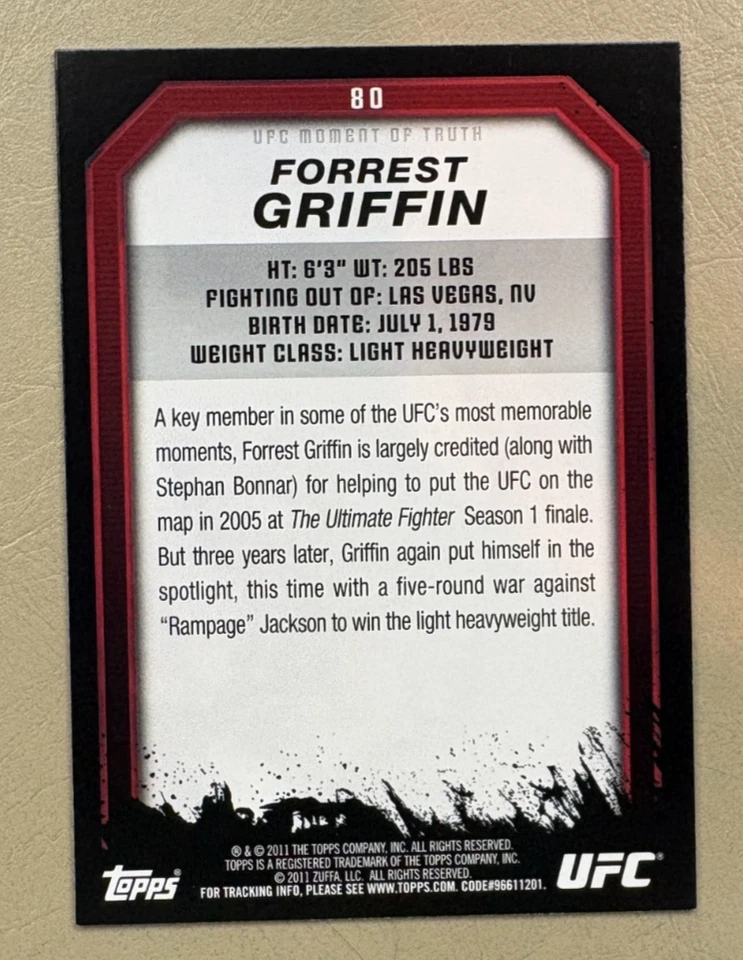 80
UFC MOMENT OF TRUTH
FORREST
GRIFFIN
HT: 6'3" WT: 205 LBS
FIGHTING OUT OF: LAS VEGAS, NV
BIRTH DATE: JULY 1, 1979
WEIGHT CLASS: LIGHT HEAVYWEIGHT
A key member in some of the UFC's most memorable
moments, Forrest Griffin is largely credited (along with
Stephan Bonnar) for helping to put the UFC on the
map in 2005 at The Ultimate Fighter Season 1 finale.
But three years later, Griffin again put himself in the
spotlight, this time with a five-round war against
“Rampage” Jackson to win the light heavyweight title.
® & © 2011 THE TOPPS COMPANY, INC. ALL RIGHTS RESERVED.
TOPPS IS A REGISTERED TRADEMARK OF THE TOPPS COMPANY, INC.
© 2011 ZUFFA, LLC. ALL RIGHTS RESERVED.
FOR TRACKING INFO, PLEASE SEE WWW.TOPPS.COM. CODE#96611201.
Topps®
UFC®